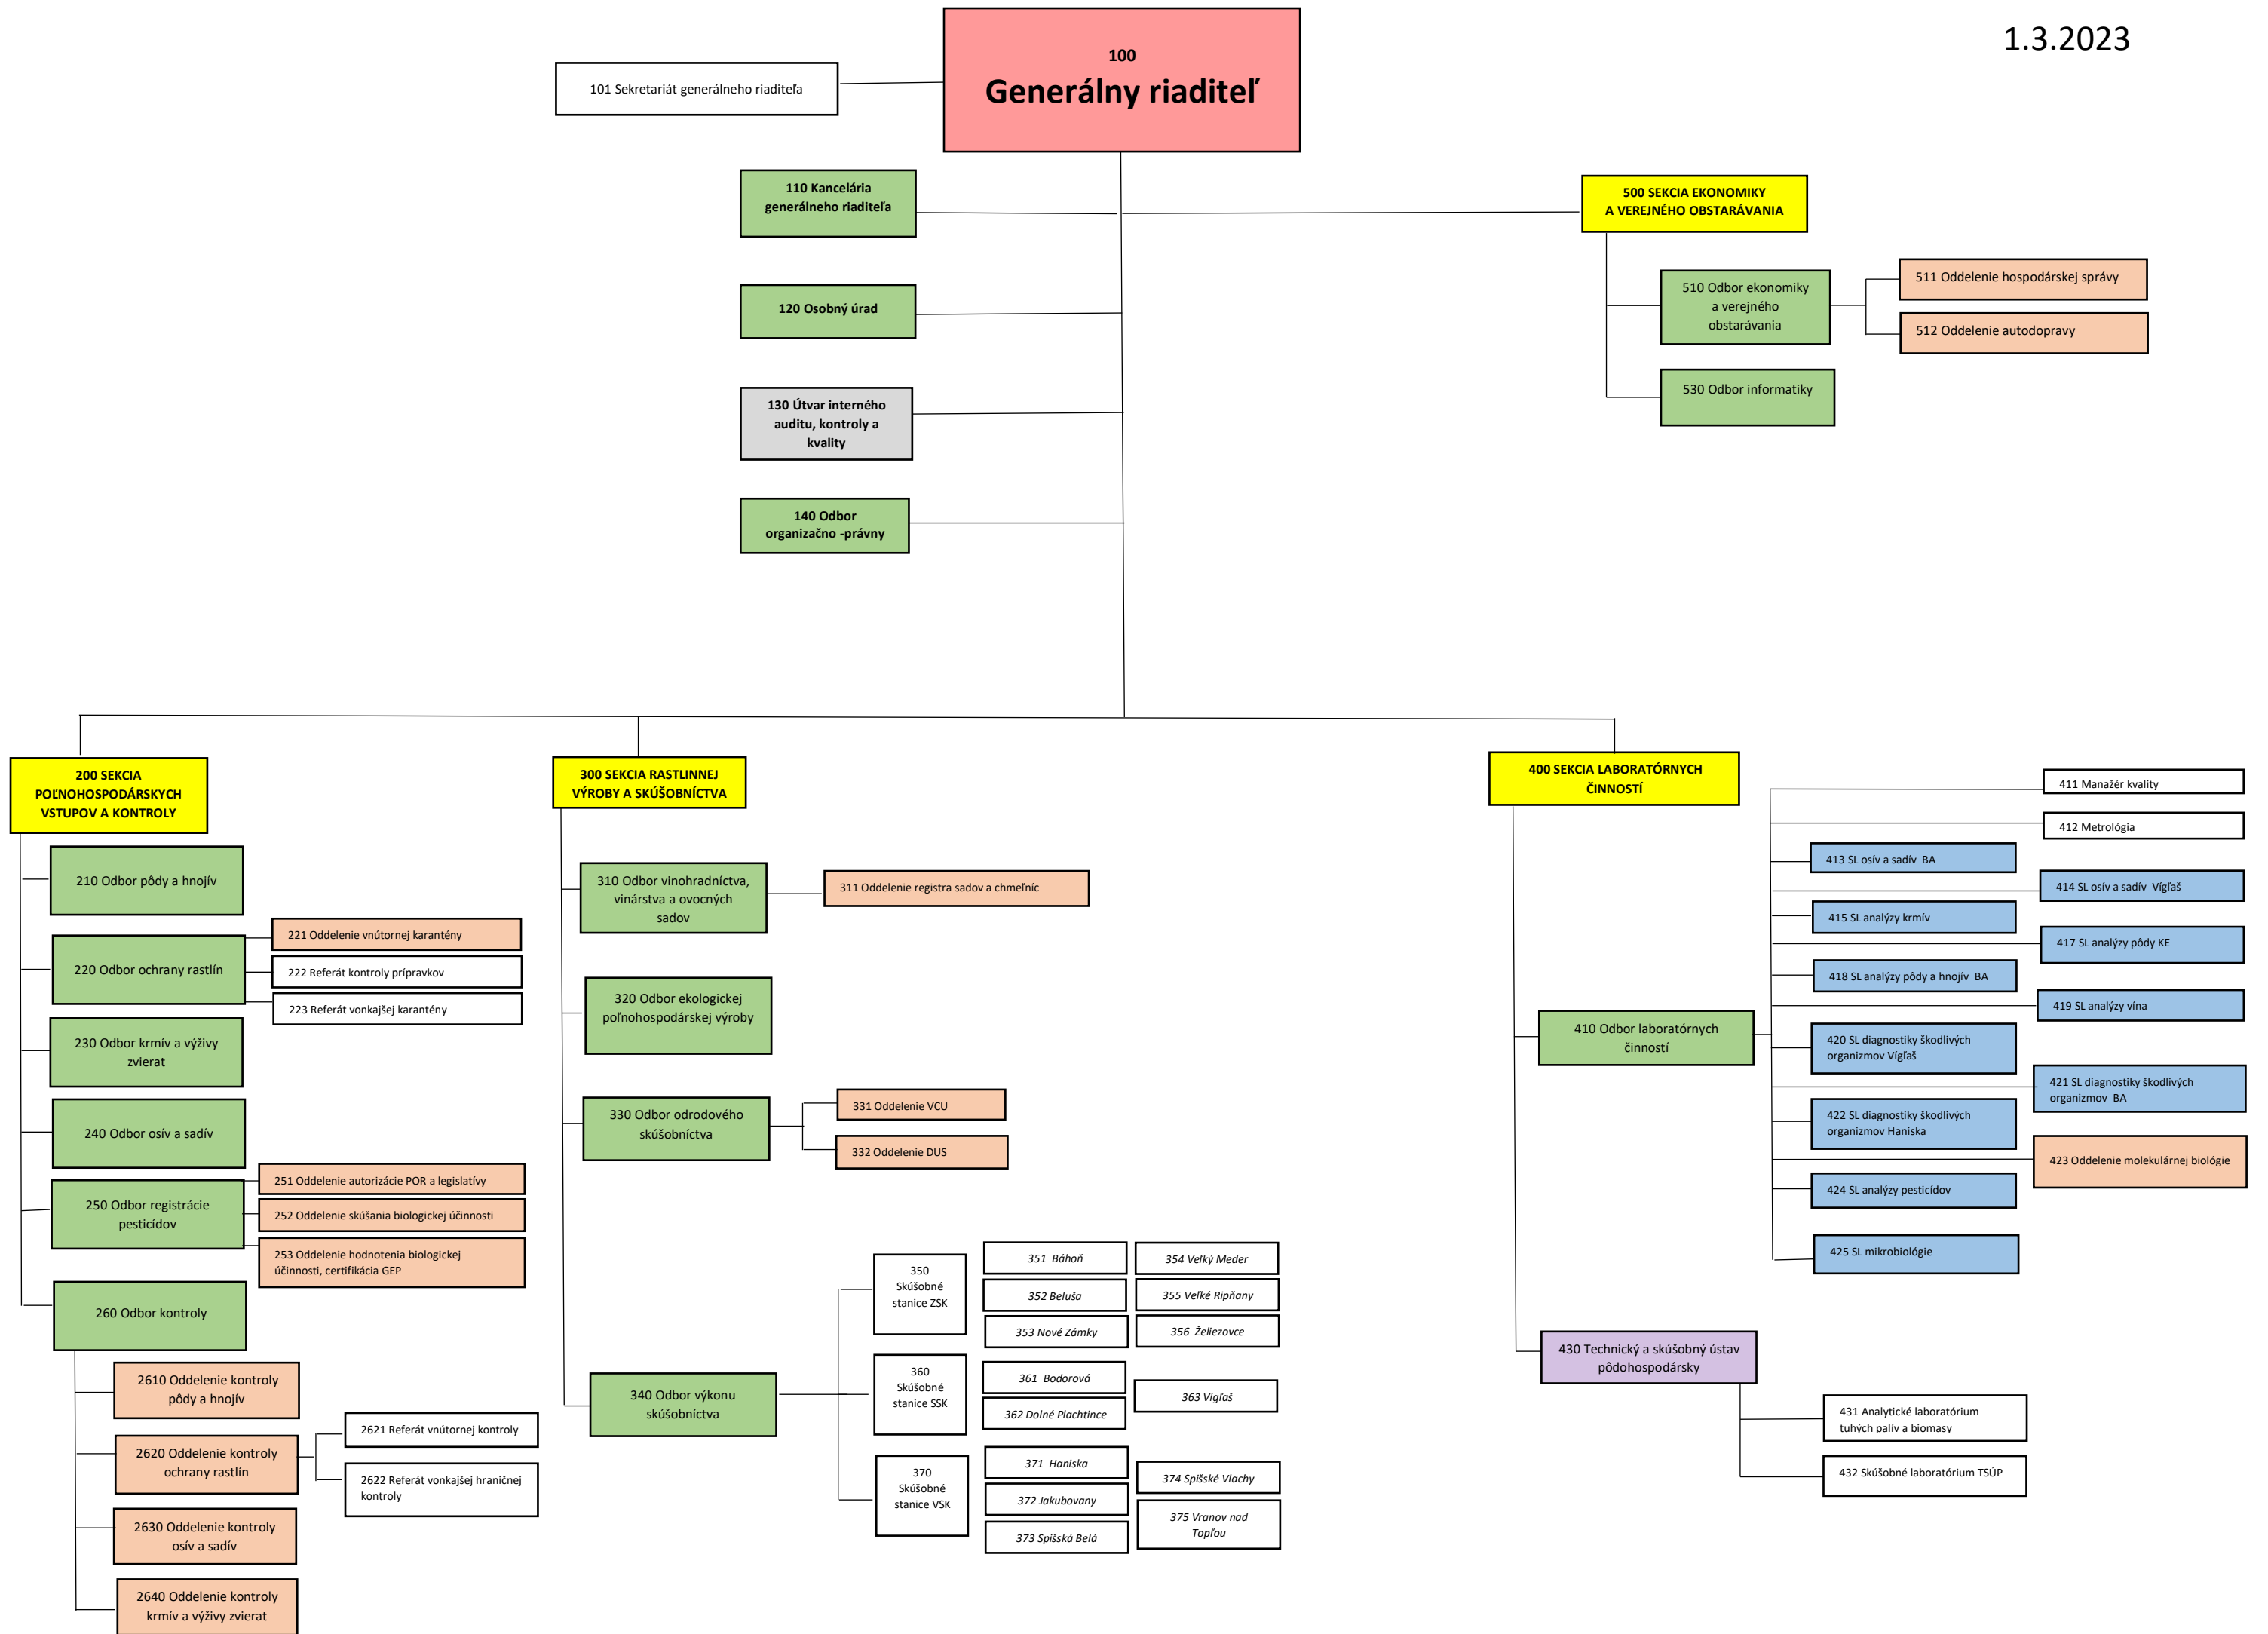 1.3.2023
100
Generálny riaditeľ
101 Sekretariát generálneho riaditeľa
110 Kancelária
generálneho riaditeľa
120 Osobný úrad
130 Útvar interného
auditu, kontroly a
kvality
140 Odbor
organizačno -právny
500 SEKCIA EKONOMIKY
A VEREJNÉHO OBSTARÁVANIA
510 Odbor ekonomiky
a verejného
obstarávania
511 Oddelenie hospodárskej správy
512 Oddelenie autodopravy
530 Odbor informatiky
200 SEKCIA
POĽNOHOSPODÁRSKYCH
VSTUPOV A KONTROLY
210 Odbor pôdy a hnojív
220 Odbor ochrany rastlín
221 Oddelenie vnútornej karantény
222 Referát kontroly prípravkov
223 Referát vonkajšej karantény
230 Odbor krmív a výživy
zvierat
240 Odbor osív a sadív
250 Odbor registrácie
pesticídov
251 Oddelenie autorizácie POR a legislatívy
252 Oddelenie skúšania biologickej účinnosti
253 Oddelenie hodnotenia biologickej
účinnosti, certifikácia GEP
260 Odbor kontroly
2610 Oddelenie kontroly
pôdy a hnojív
2620 Oddelenie kontroly
ochrany rastlín
2621 Referát vnútornej kontroly
2622 Referát vonkajšej hraničnej
kontroly
2630 Oddelenie kontroly
osív a sadív
2640 Oddelenie kontroly
krmív a výživy zvierat
300 SEKCIA RASTLINNEJ
VÝROBY A SKÚŠOBNÍCTVA
310 Odbor vinohradníctva,
vinárstva a ovocných
sadov
311 Oddelenie registra sadov a chmeľníc
320 Odbor ekologickej
poľnohospodárskej výroby
330 Odbor odrodového
skúšobníctva
331 Oddelenie VCU
332 Oddelenie DUS
340 Odbor výkonu
skúšobníctva
350
Skúšobné
stanice ZSK
351 Báhoň
352 Beluša
353 Nové Zámky
354 Veľký Meder
355 Veľké Ripňany
356 Želiezovce
360
Skúšobné
stanice SSK
361 Bodorová
362 Dolné Plachtince
363 Vígľaš
370
Skúšobné
stanice VSK
371 Haniska
372 Jakubovany
373 Spišská Belá
374 Spišské Vlachy
375 Vranov nad
Topľou
400 SEKCIA LABORATÓRNYCH
ČINNOSTÍ
410 Odbor laboratórnych
činností
411 Manažér kvality
412 Metrológia
413 SL osív a sadív BA
414 SL osív a sadív Vígľaš
415 SL analýzy krmív
417 SL analýzy pôdy KE
418 SL analýzy pôdy a hnojív BA
419 SL analýzy vína
420 SL diagnostiky škodlivých
organizmov Vígľaš
421 SL diagnostiky škodlivých
organizmov BA
422 SL diagnostiky škodlivých
organizmov Haniska
423 Oddelenie molekulárnej biológie
424 SL analýzy pesticídov
425 SL mikrobiológie
430 Technický a skúšobný ústav
pôdohospodársky
431 Analytické laboratórium
tuhých palív a biomasy
432 Skúšobné laboratórium TSÚP